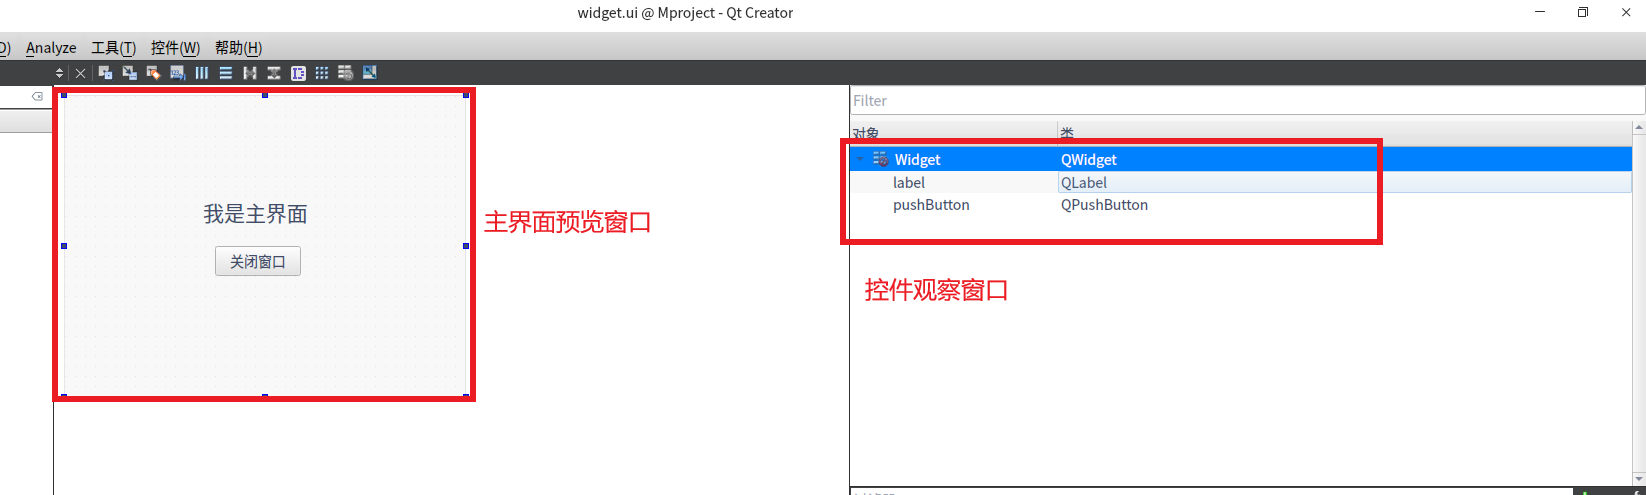 widget.ui @ Mproject - Qt Creator
Analyze 工具(T) 控件(W) 帮助(H)
Filter
对象 类
Widget QWidget
label QLabel
pushButton QPushButton
我是主界面
关闭窗口
主界面预览窗口
控件观察窗口